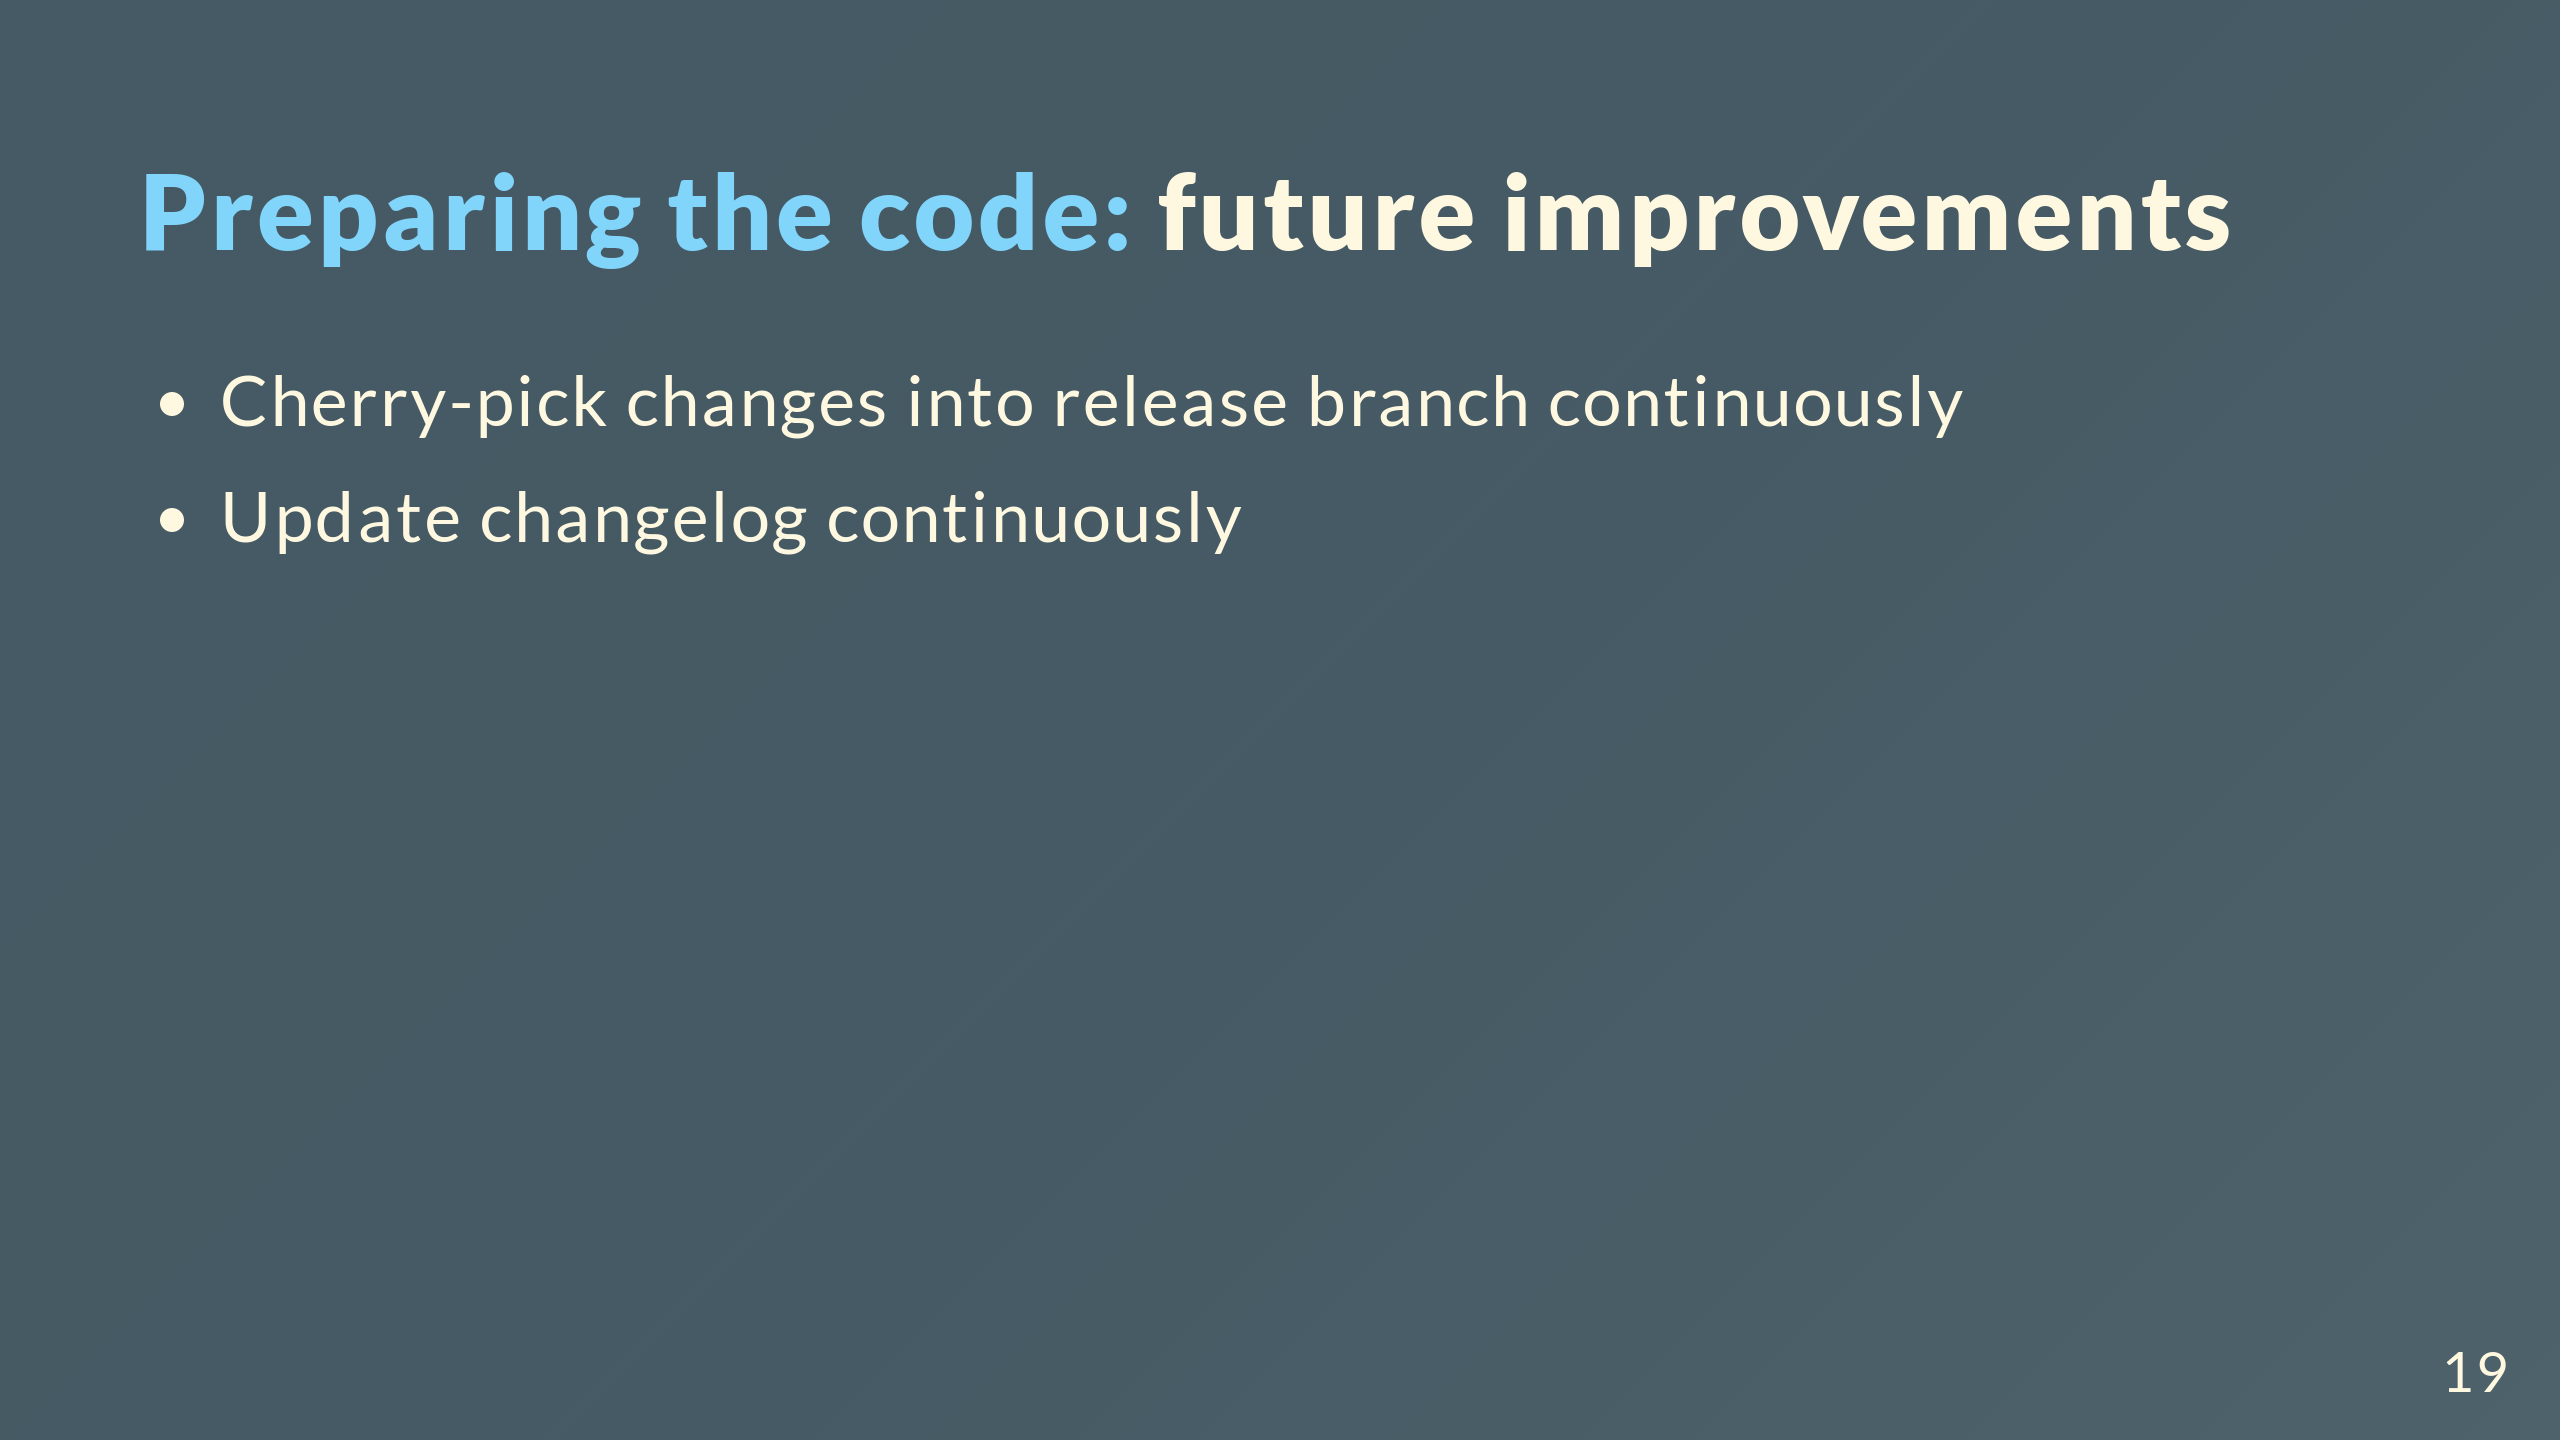 Preparing the code: future improvements
• Cherry-pick changes into release branch continuously
• Update changelog continuously
19